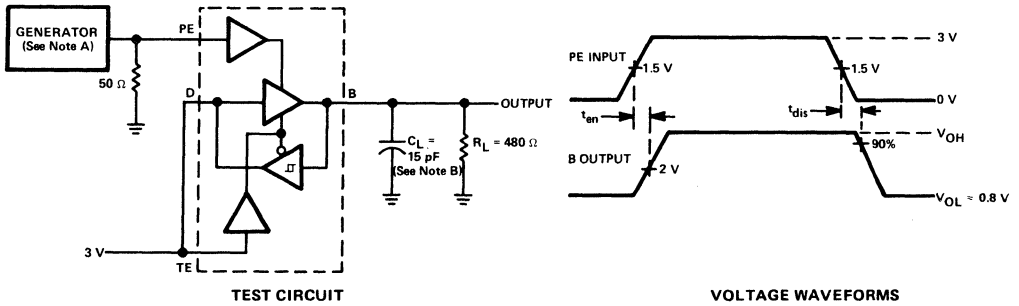 GENERATOR
(See Note A)
PE
50 Ω
D
B
OUTPUT
C_L =
15 pF
(See Note B)
R_L = 480 Ω
3 V
TE
TEST CIRCUIT
PE INPUT
1.5 V
1.5 V
3 V
0 V
t_en
t_dis
B OUTPUT
2 V
90%
V_OH
V_OL ≈ 0.8 V
VOLTAGE WAVEFORMS